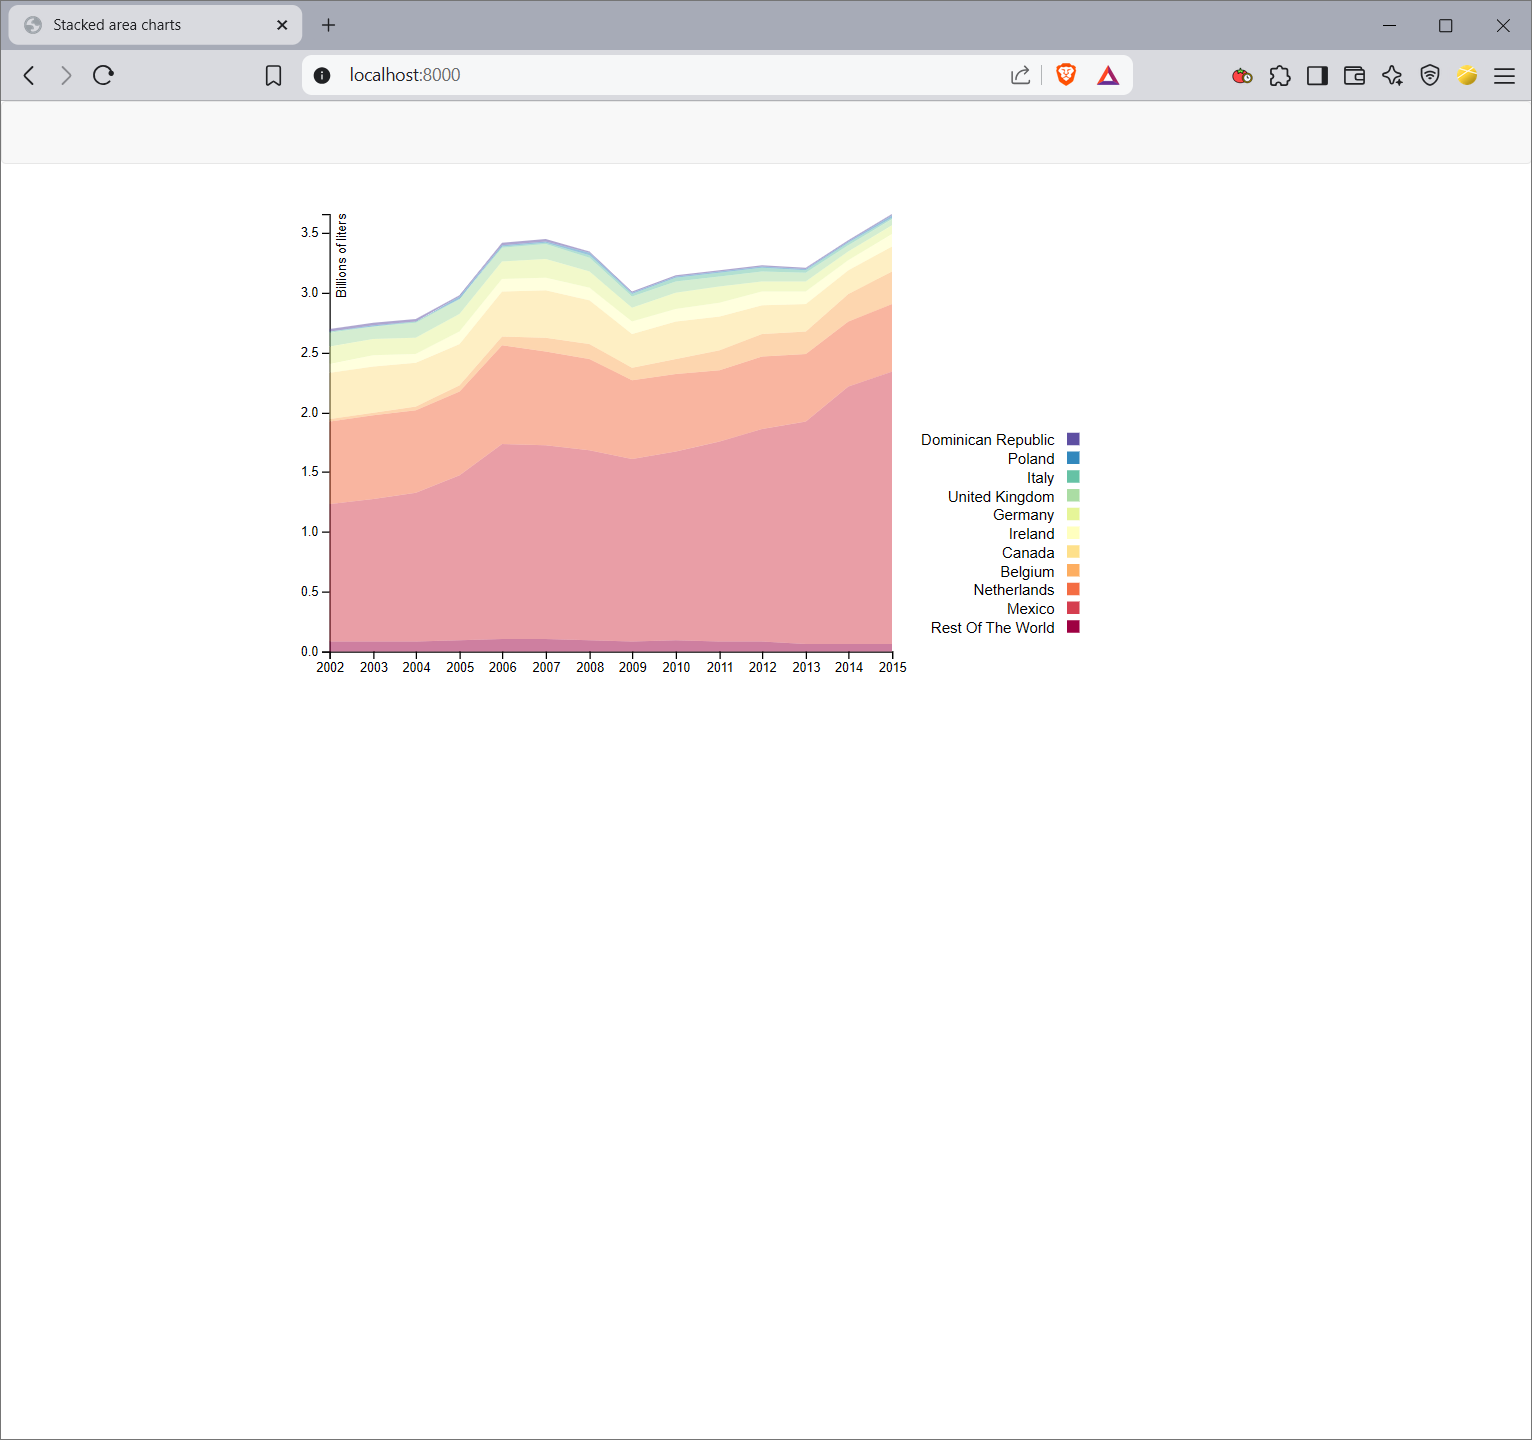 Stacked area charts
localhost:8000
Billions of liters
3.5
3.0
2.5
2.0
1.5
1.0
0.5
0.0
2002 2003 2004 2005 2006 2007 2008 2009 2010 2011 2012 2013 2014 2015
Dominican Republic
Poland
Italy
United Kingdom
Germany
Ireland
Canada
Belgium
Netherlands
Mexico
Rest Of The World